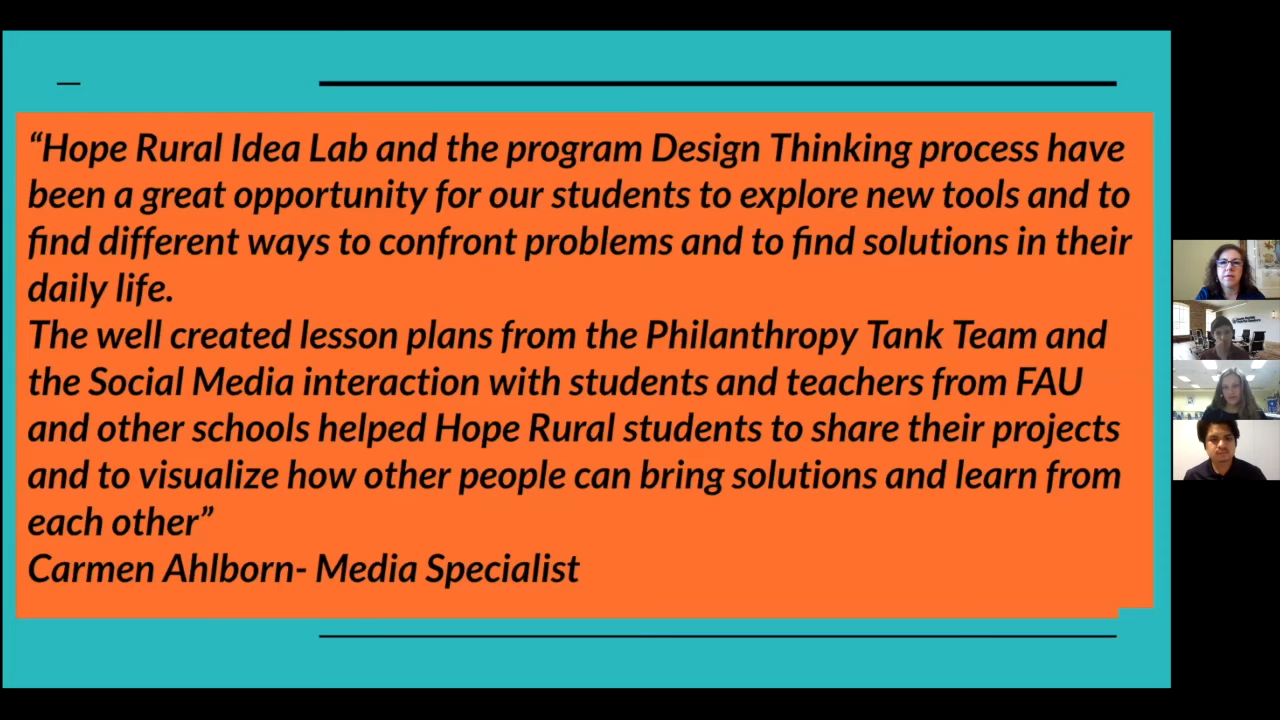 “Hope Rural Idea Lab and the program Design Thinking process have
been a great opportunity for our students to explore new tools and to
find different ways to confront problems and to find solutions in their
daily life.
The well created lesson plans from the Philanthropy Tank Team and
the Social Media interaction with students and teachers from FAU
and other schools helped Hope Rural students to share their projects
and to visualize how other people can bring solutions and learn from
each other”
Carmen Ahlborn- Media Specialist